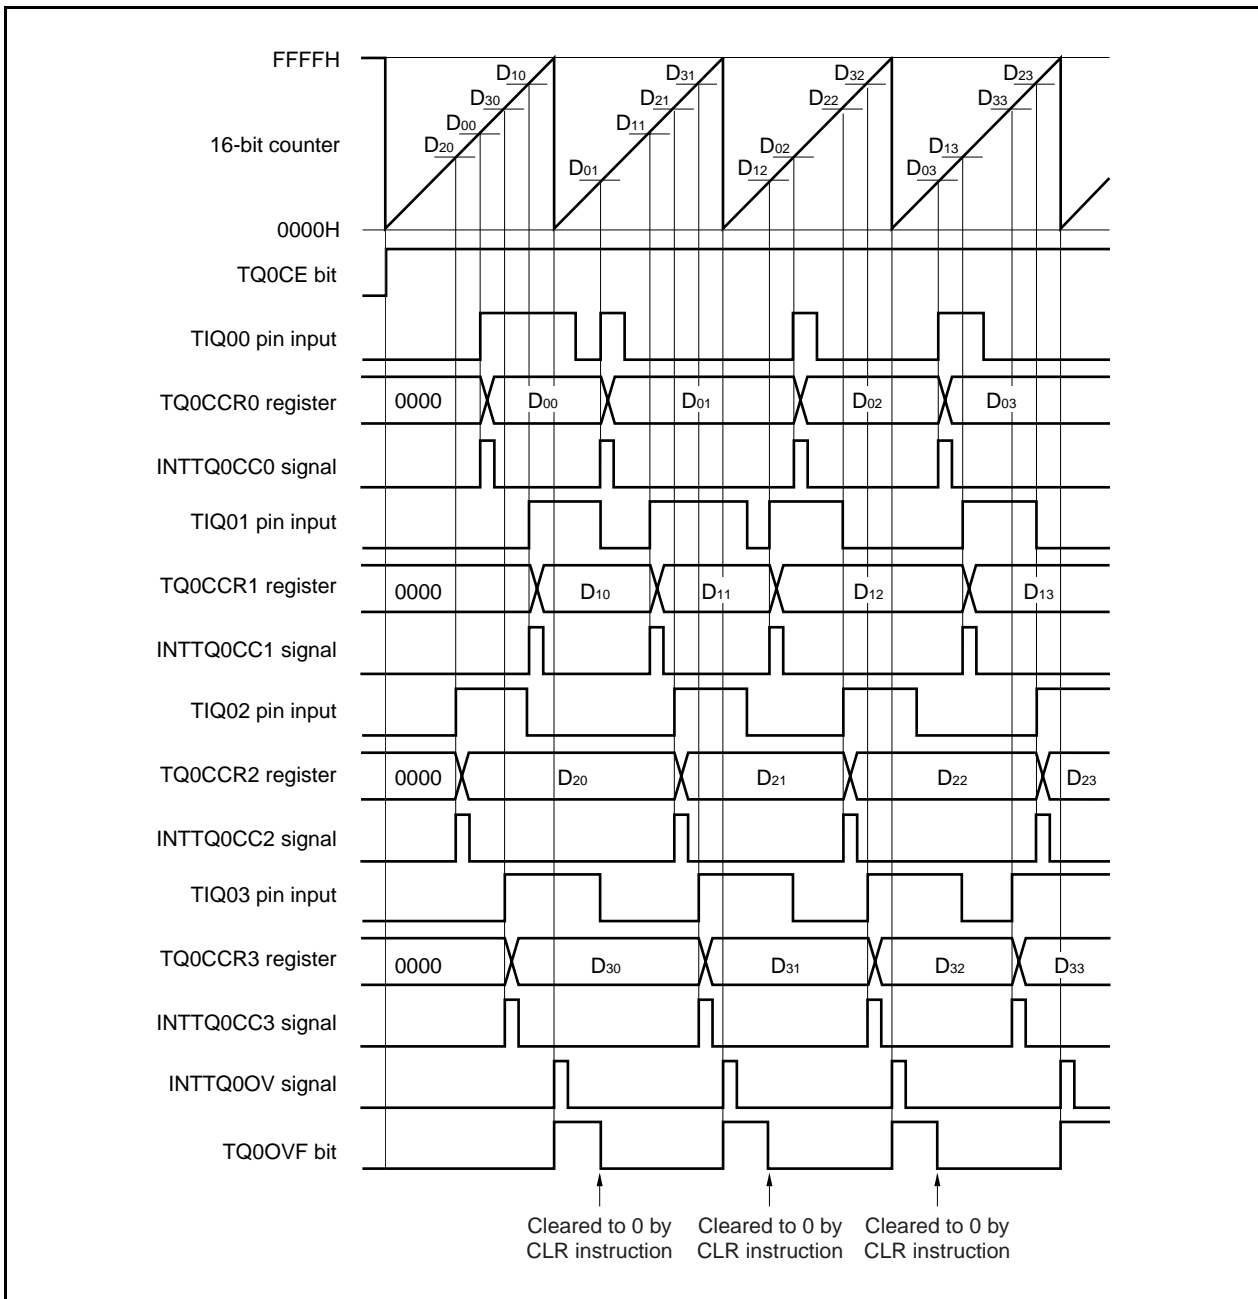 FFFFH
D10
D31
D32
D23
D30
D21
D22
D33
D00
D11
16-bit counter
D20
D02
D13
D01
D12
D03
0000H
TQ0CE bit
TIQ00 pin input
TQ0CCR0 register
0000
D00
D01
D02
D03
INTTQ0CC0 signal
TIQ01 pin input
TQ0CCR1 register
0000
D10
D11
D12
D13
INTTQ0CC1 signal
TIQ02 pin input
TQ0CCR2 register
0000
D20
D21
D22
D23
INTTQ0CC2 signal
TIQ03 pin input
TQ0CCR3 register
0000
D30
D31
D32
D33
INTTQ0CC3 signal
INTTQ0OV signal
TQ0OVF bit
Cleared to 0 by
CLR instruction
Cleared to 0 by
CLR instruction
Cleared to 0 by
CLR instruction